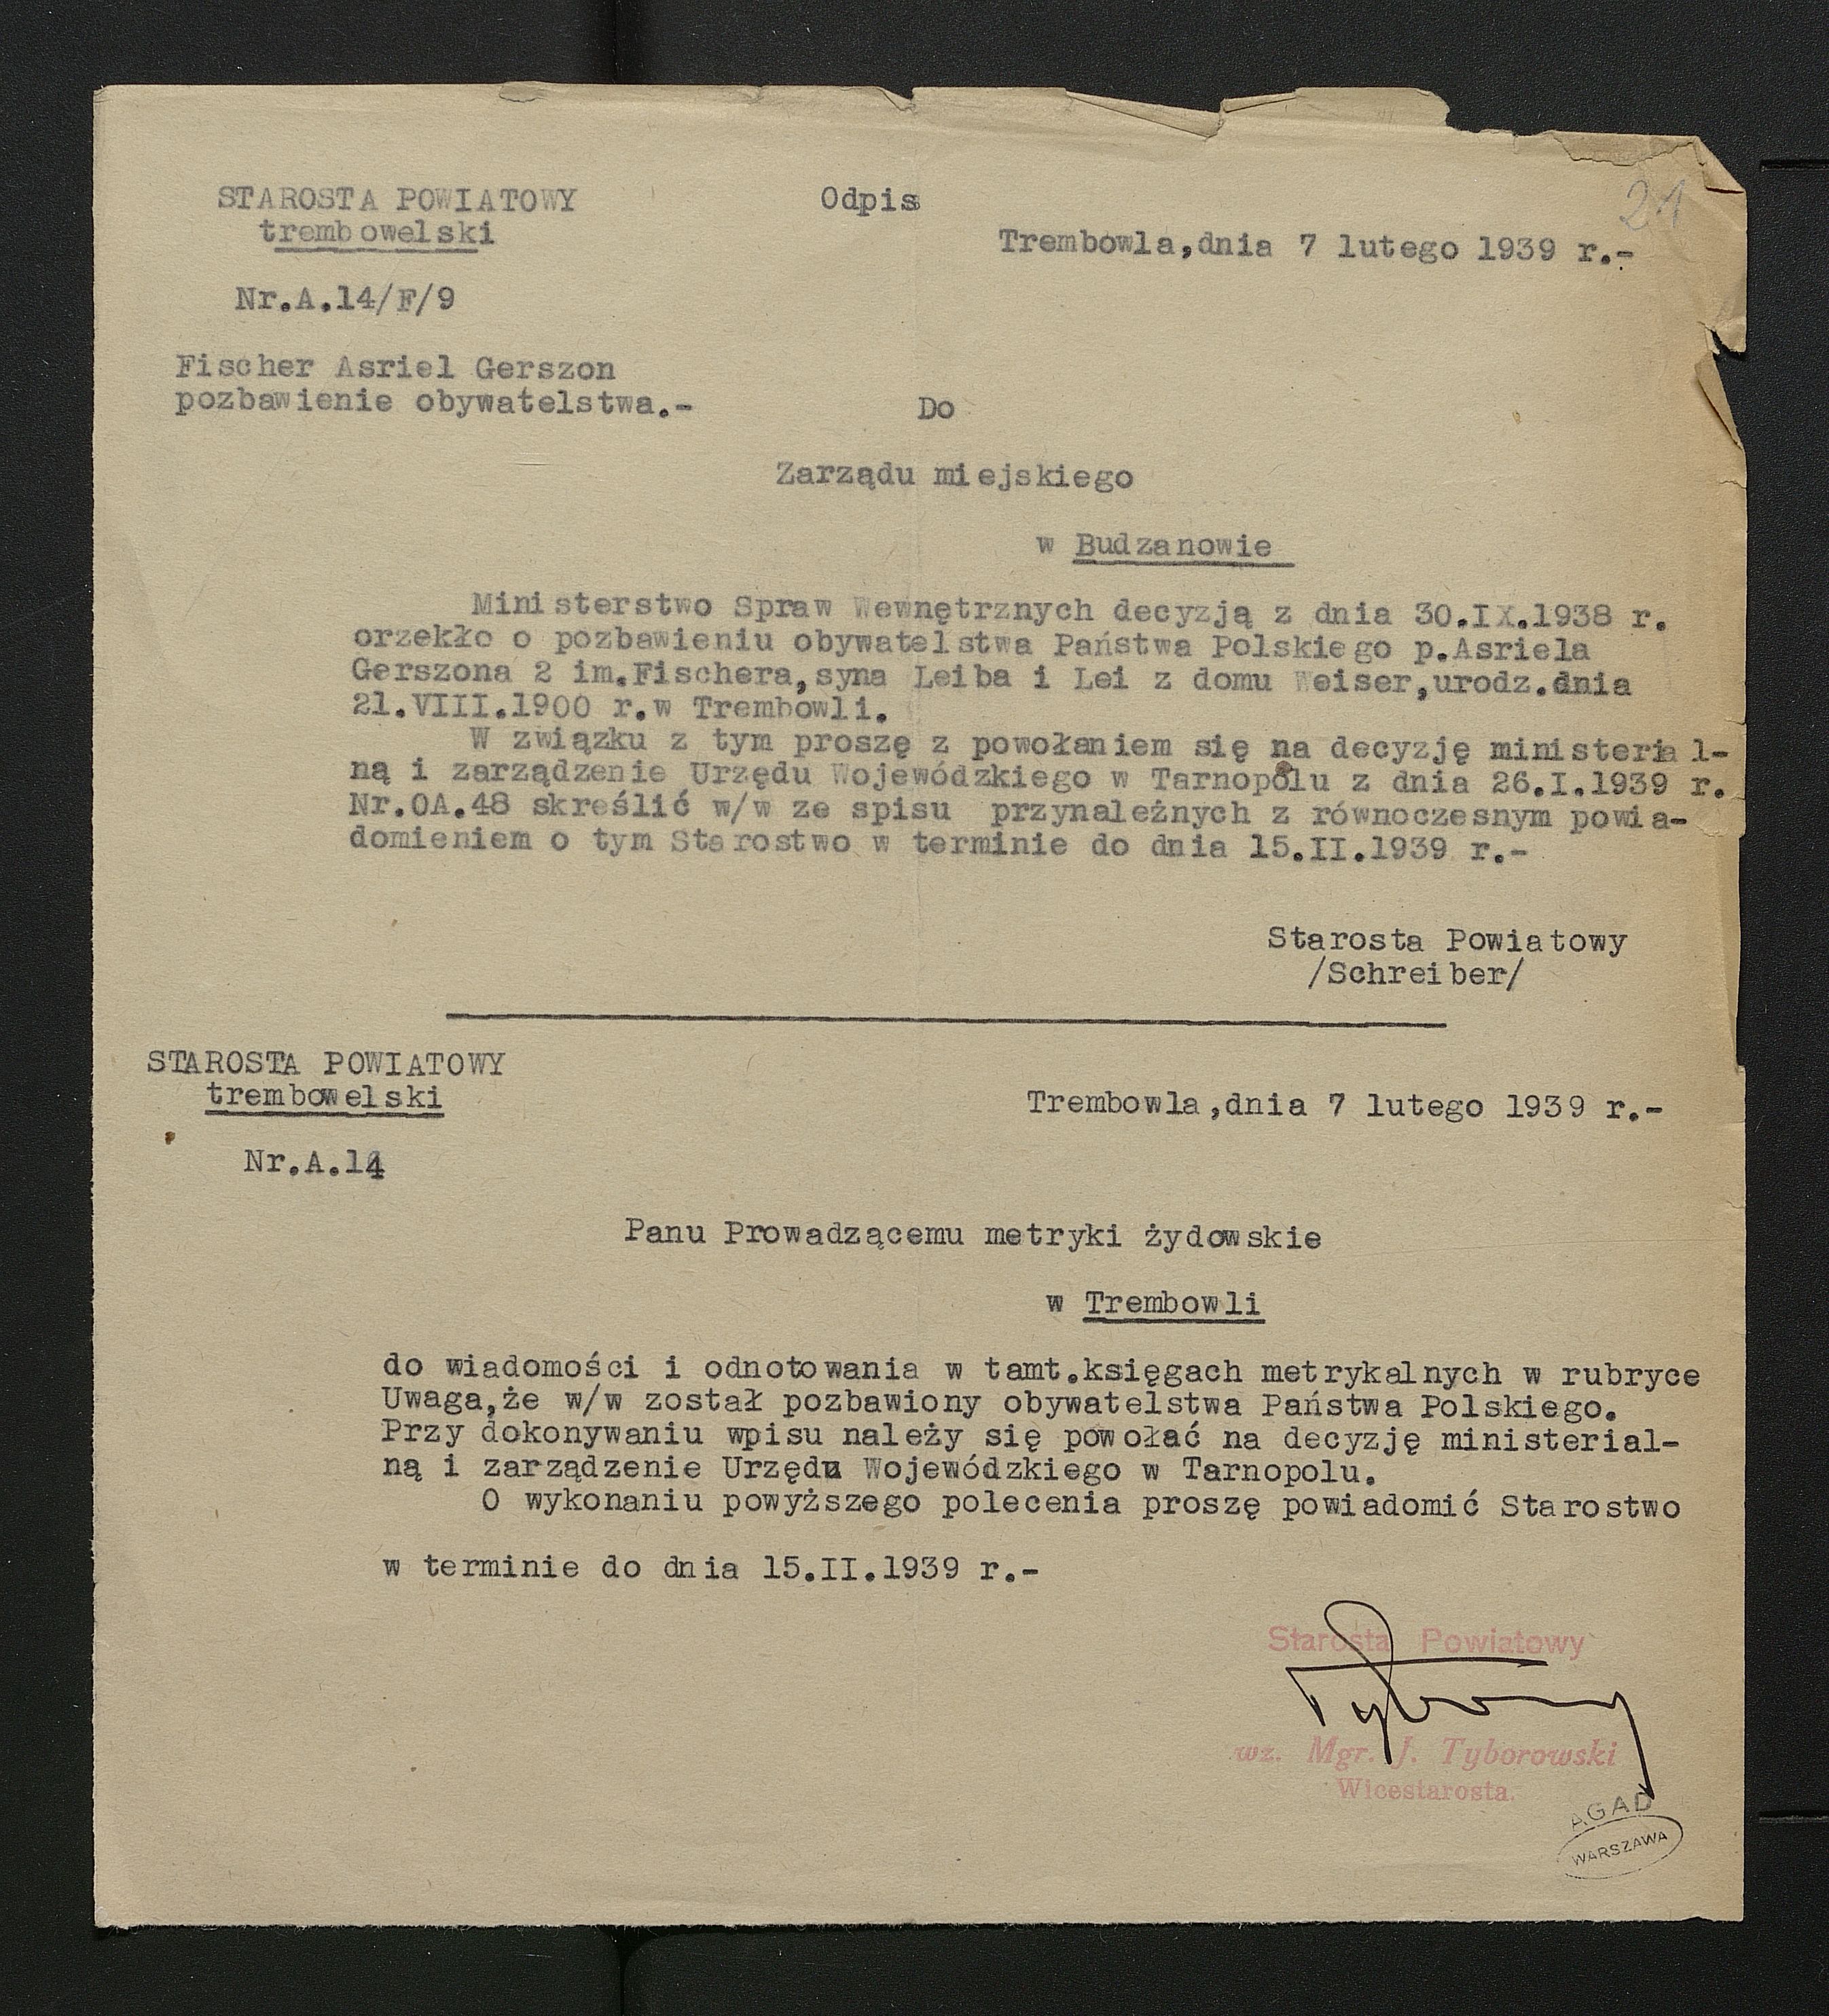 21
STAROSTA POWIATOWY
Odpis
trembowelski
Trembowla,dnia 7 lutego 1939 r.-
Nr.A.14/F/9
Fischer Asriel Gerszon
pozbawienie obywatelstwa.-
Do
Zarządu miejskiego
w Budzanowie
Ministerstwo Spraw Wewnętrznych decyzją z dnia 30.IX.1938 r.
orzekło o pozbawieniu obywatelstwa Państwa Polskiego p.Asriela
Gerszona 2 im.Fischera,syna Leiba i Lei z domu Weiser,urodz.dnia
21.VIII.1900 r.w Trembowli.
W związku z tym proszę z powołaniem się na decyzję ministerial-
ną i zarządzenie Urzędu Wojewódzkiego w Tarnopolu z dnia 26.I.1939 r.
Nr.OA.48 skreślić w/w ze spisu przynależnych z równoczesnym powia-
domieniem o tym Starostwo w terminie do dnia 15.II.1939 r.-
Starosta Powiatowy
/Schreiber/
STAROSTA POWIATOWY
trembowelski
Trembowla,dnia 7 lutego 1939 r.-
Nr.A.14
Panu Prowadzącemu metryki żydowskie
w Trembowli
do wiadomości i odnotowania w tamt.księgach metrykalnych w rubryce
Uwaga,że w/w został pozbawiony obywatelstwa Państwa Polskiego.
Przy dokonywaniu wpisu należy się powołać na decyzję ministerial-
ną i zarządzenie Urzędu Wojewódzkiego w Tarnopolu.
O wykonaniu powyższego polecenia proszę powiadomić Starostwo
w terminie do dnia 15.II.1939 r.-
Starosta Powiatowy
wz. Mgr. J. Tyborowski
Wicestarosta.
AGAD
WARSZAWA